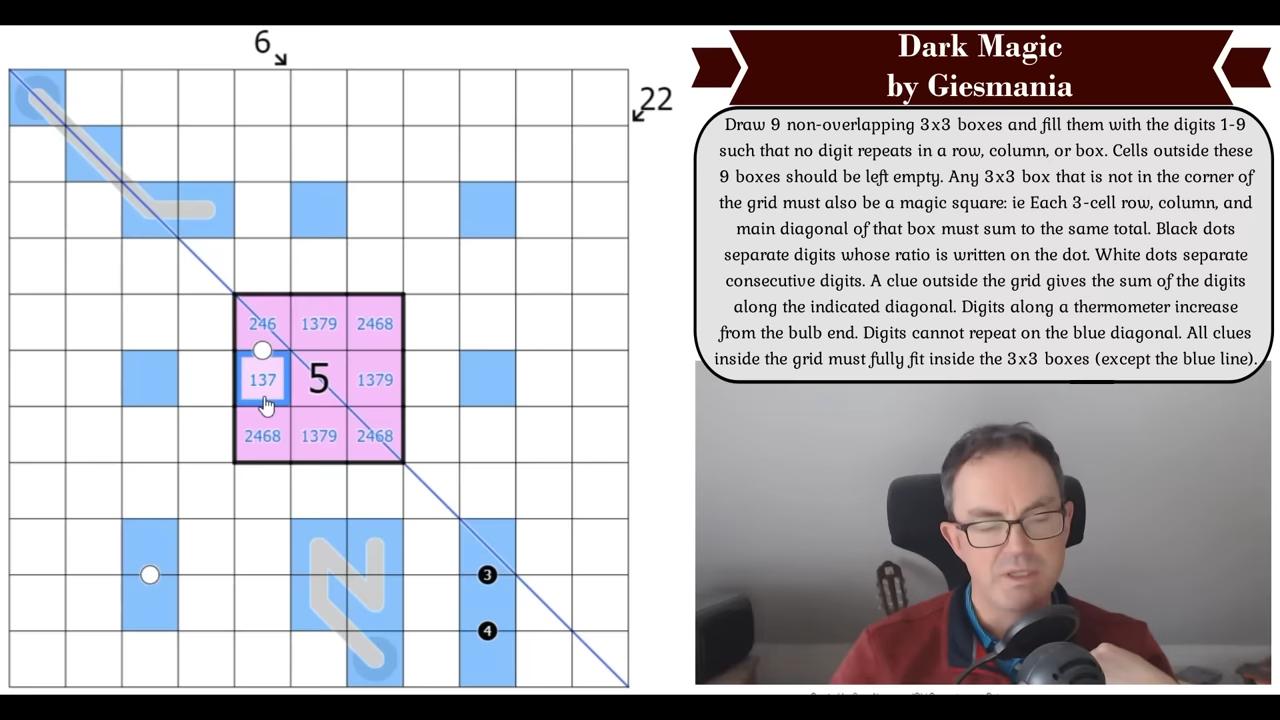 Dark Magic
by Giesmania
Draw 9 non-overlapping 3x3 boxes and fill them with the digits 1-9
such that no digit repeats in a row, column, or box. Cells outside these
9 boxes should be left empty. Any 3x3 box that is not in the corner of
the grid must also be a magic square: ie Each 3-cell row, column, and
main diagonal of that box must sum to the same total. Black dots
separate digits whose ratio is written on the dot. White dots separate
consecutive digits. A clue outside the grid gives the sum of the digits
along the indicated diagonal. Digits along a thermometer increase
from the bulb end. Digits cannot repeat on the blue diagonal. All clues
inside the grid must fully fit inside the 3x3 boxes (except the blue line).
6
22
246 1379 2468
137 5 1379
2468 1379 2468
3
4